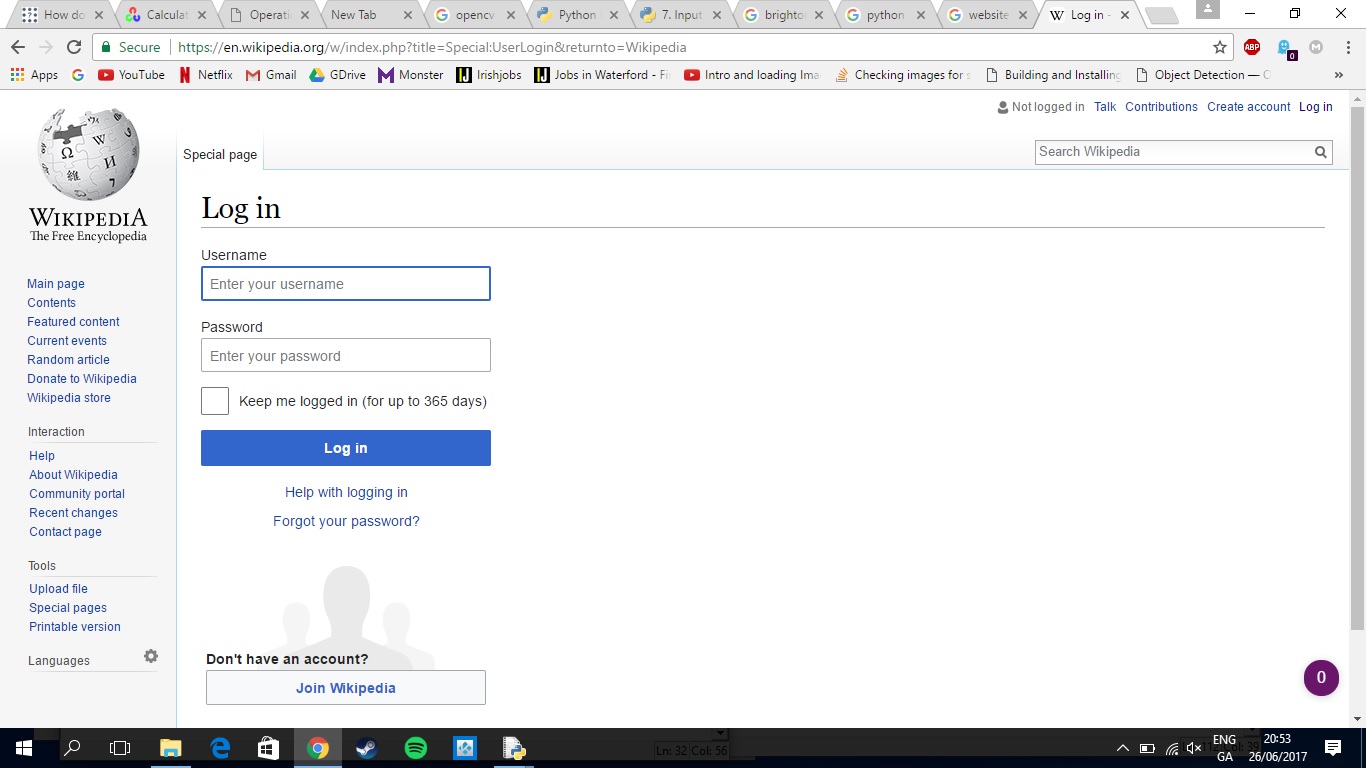 How do
Calculat
Operati
New Tab
opencv
Python
7. Input
brighto
python
website
Log in -
Secure
https://en.wikipedia.org/w/index.php?title=Special:UserLogin&returnto=Wikipedia
ABP
0
M
Apps
YouTube
Netflix
Gmail
GDrive
Monster
Irishjobs
Jobs in Waterford - Fi
Intro and loading Ima
Checking images for s
Building and Installing
Object Detection — C
»
Not logged in Talk Contributions Create account Log in
Special page
Search Wikipedia
WIKIPEDIA
The Free Encyclopedia
Main page
Contents
Featured content
Current events
Random article
Donate to Wikipedia
Wikipedia store
Interaction
Help
About Wikipedia
Community portal
Recent changes
Contact page
Tools
Upload file
Special pages
Printable version
Languages
Log in
Username
Enter your username
Password
Enter your password
Keep me logged in (for up to 365 days)
Log in
Help with logging in
Forgot your password?
Don't have an account?
Join Wikipedia
0
Ln: 32 Col: 56
ENG
GA
20:53
26/06/2017